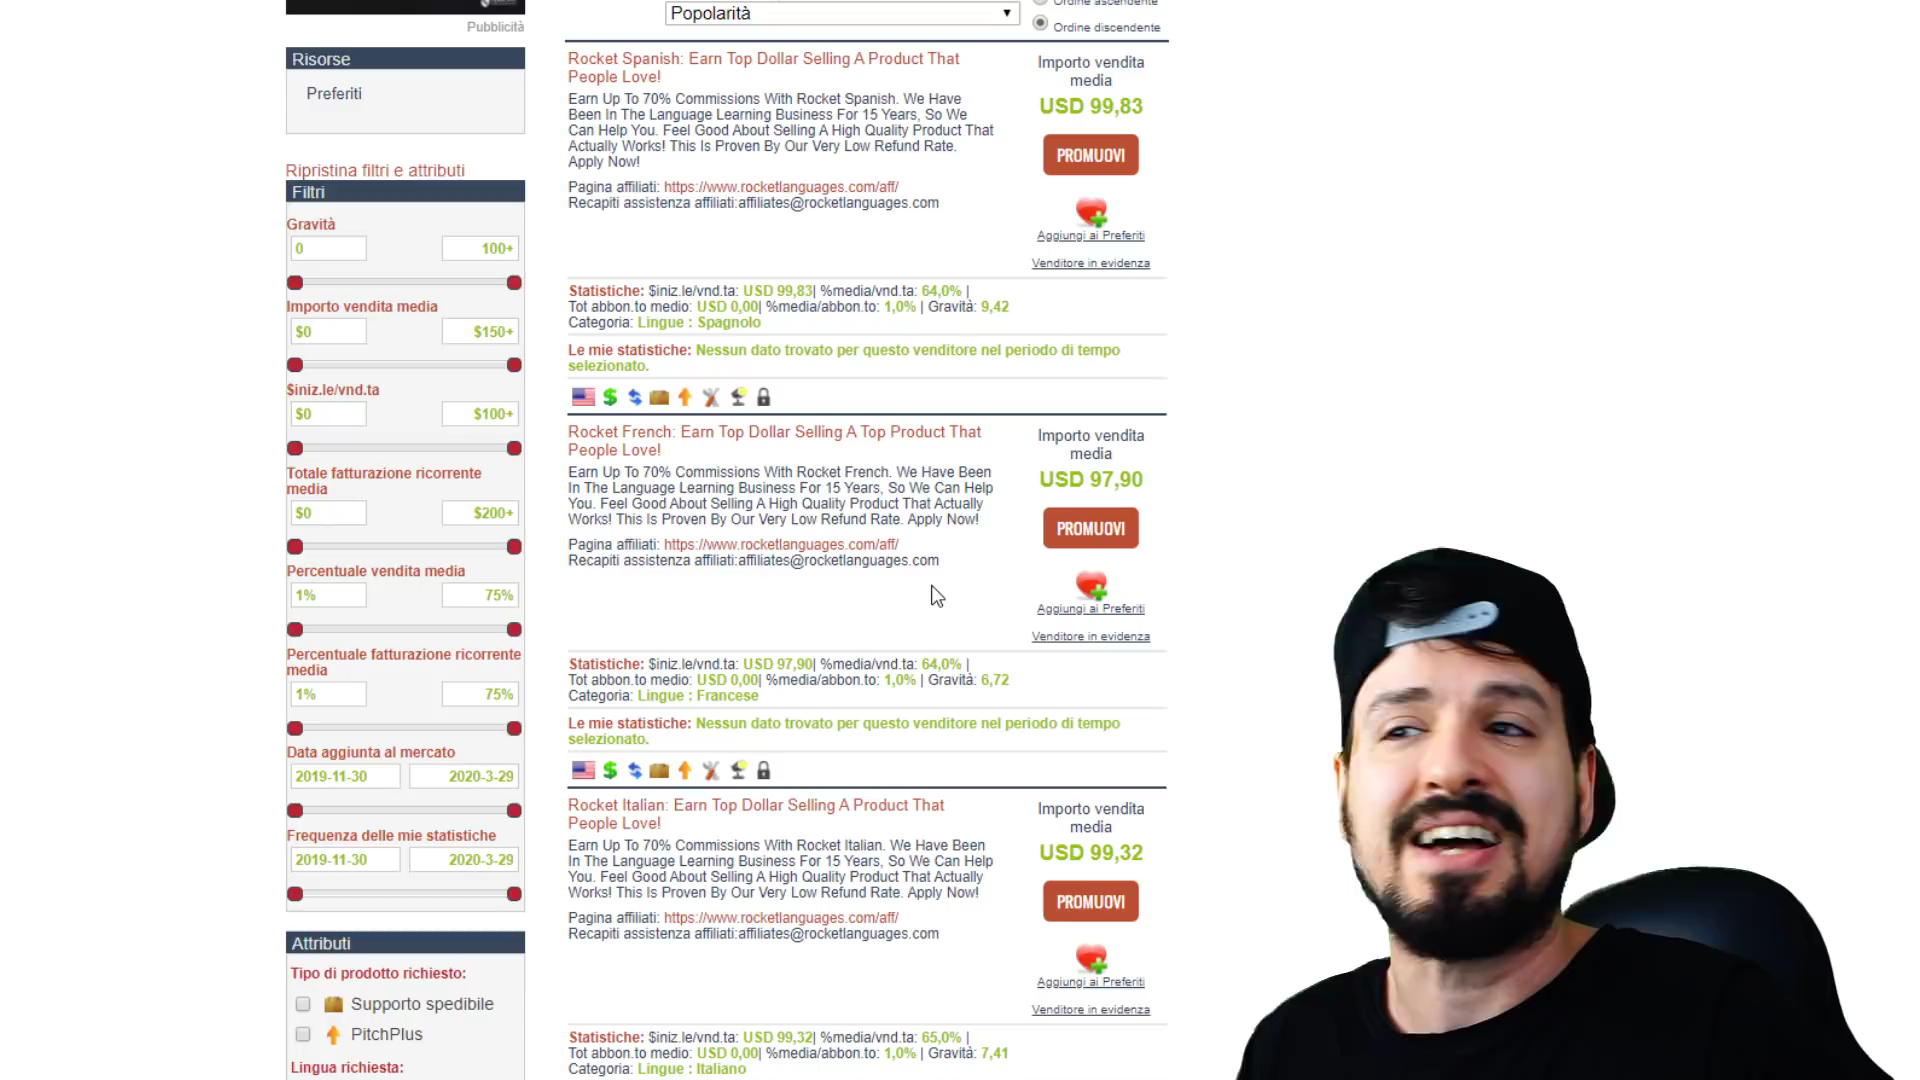 Popolarità
Ordine ascendente
Ordine discendente
Pubblicità
Risorse
Preferiti
Ripristina filtri e attributi
Filtri
Gravità
0 100+
Importo vendita media
$0 $150+
$iniz.le/vnd.ta
$0 $100+
Totale fatturazione ricorrente
media
$0 $200+
Percentuale vendita media
1% 75%
Percentuale fatturazione ricorrente
media
1% 75%
Data aggiunta al mercato
2019-11-30 2020-3-29
Frequenza delle mie statistiche
2019-11-30 2020-3-29
Attributi
Tipo di prodotto richiesto:
Supporto spedibile
PitchPlus
Lingua richiesta:
Rocket Spanish: Earn Top Dollar Selling A Product That
People Love!
Earn Up To 70% Commissions With Rocket Spanish. We Have
Been In The Language Learning Business For 15 Years, So We
Can Help You. Feel Good About Selling A High Quality Product That
Actually Works! This Is Proven By Our Very Low Refund Rate.
Apply Now!
Pagina affiliati: https://www.rocketlanguages.com/aff/
Recapiti assistenza affiliati:affiliates@rocketlanguages.com
Importo vendita
media
USD 99,83
PROMUOVI
Aggiungi ai Preferiti
Venditore in evidenza
Statistiche: $iniz.le/vnd.ta: USD 99,83| %media/vnd.ta: 64,0% |
Tot abbon.to medio: USD 0,00| %media/abbon.to: 1,0% | Gravità: 9,42
Categoria: Lingue : Spagnolo
Le mie statistiche: Nessun dato trovato per questo venditore nel periodo di tempo
selezionato.
Rocket French: Earn Top Dollar Selling A Top Product That
People Love!
Earn Up To 70% Commissions With Rocket French. We Have Been
In The Language Learning Business For 15 Years, So We Can Help
You. Feel Good About Selling A High Quality Product That Actually
Works! This Is Proven By Our Very Low Refund Rate. Apply Now!
Pagina affiliati: https://www.rocketlanguages.com/aff/
Recapiti assistenza affiliati:affiliates@rocketlanguages.com
Importo vendita
media
USD 97,90
PROMUOVI
Aggiungi ai Preferiti
Venditore in evidenza
Statistiche: $iniz.le/vnd.ta: USD 97,90| %media/vnd.ta: 64,0% |
Tot abbon.to medio: USD 0,00| %media/abbon.to: 1,0% | Gravità: 6,72
Categoria: Lingue : Francese
Le mie statistiche: Nessun dato trovato per questo venditore nel periodo di tempo
selezionato.
Rocket Italian: Earn Top Dollar Selling A Product That
People Love!
Earn Up To 70% Commissions With Rocket Italian. We Have Been
In The Language Learning Business For 15 Years, So We Can Help
You. Feel Good About Selling A High Quality Product That Actually
Works! This Is Proven By Our Very Low Refund Rate. Apply Now!
Pagina affiliati: https://www.rocketlanguages.com/aff/
Recapiti assistenza affiliati:affiliates@rocketlanguages.com
Importo vendita
media
USD 99,32
PROMUOVI
Aggiungi ai Preferiti
Venditore in evidenza
Statistiche: $iniz.le/vnd.ta: USD 99,32| %media/vnd.ta: 65,0% |
Tot abbon.to medio: USD 0,00| %media/abbon.to: 1,0% | Gravità: 7,41
Categoria: Lingue : Italiano